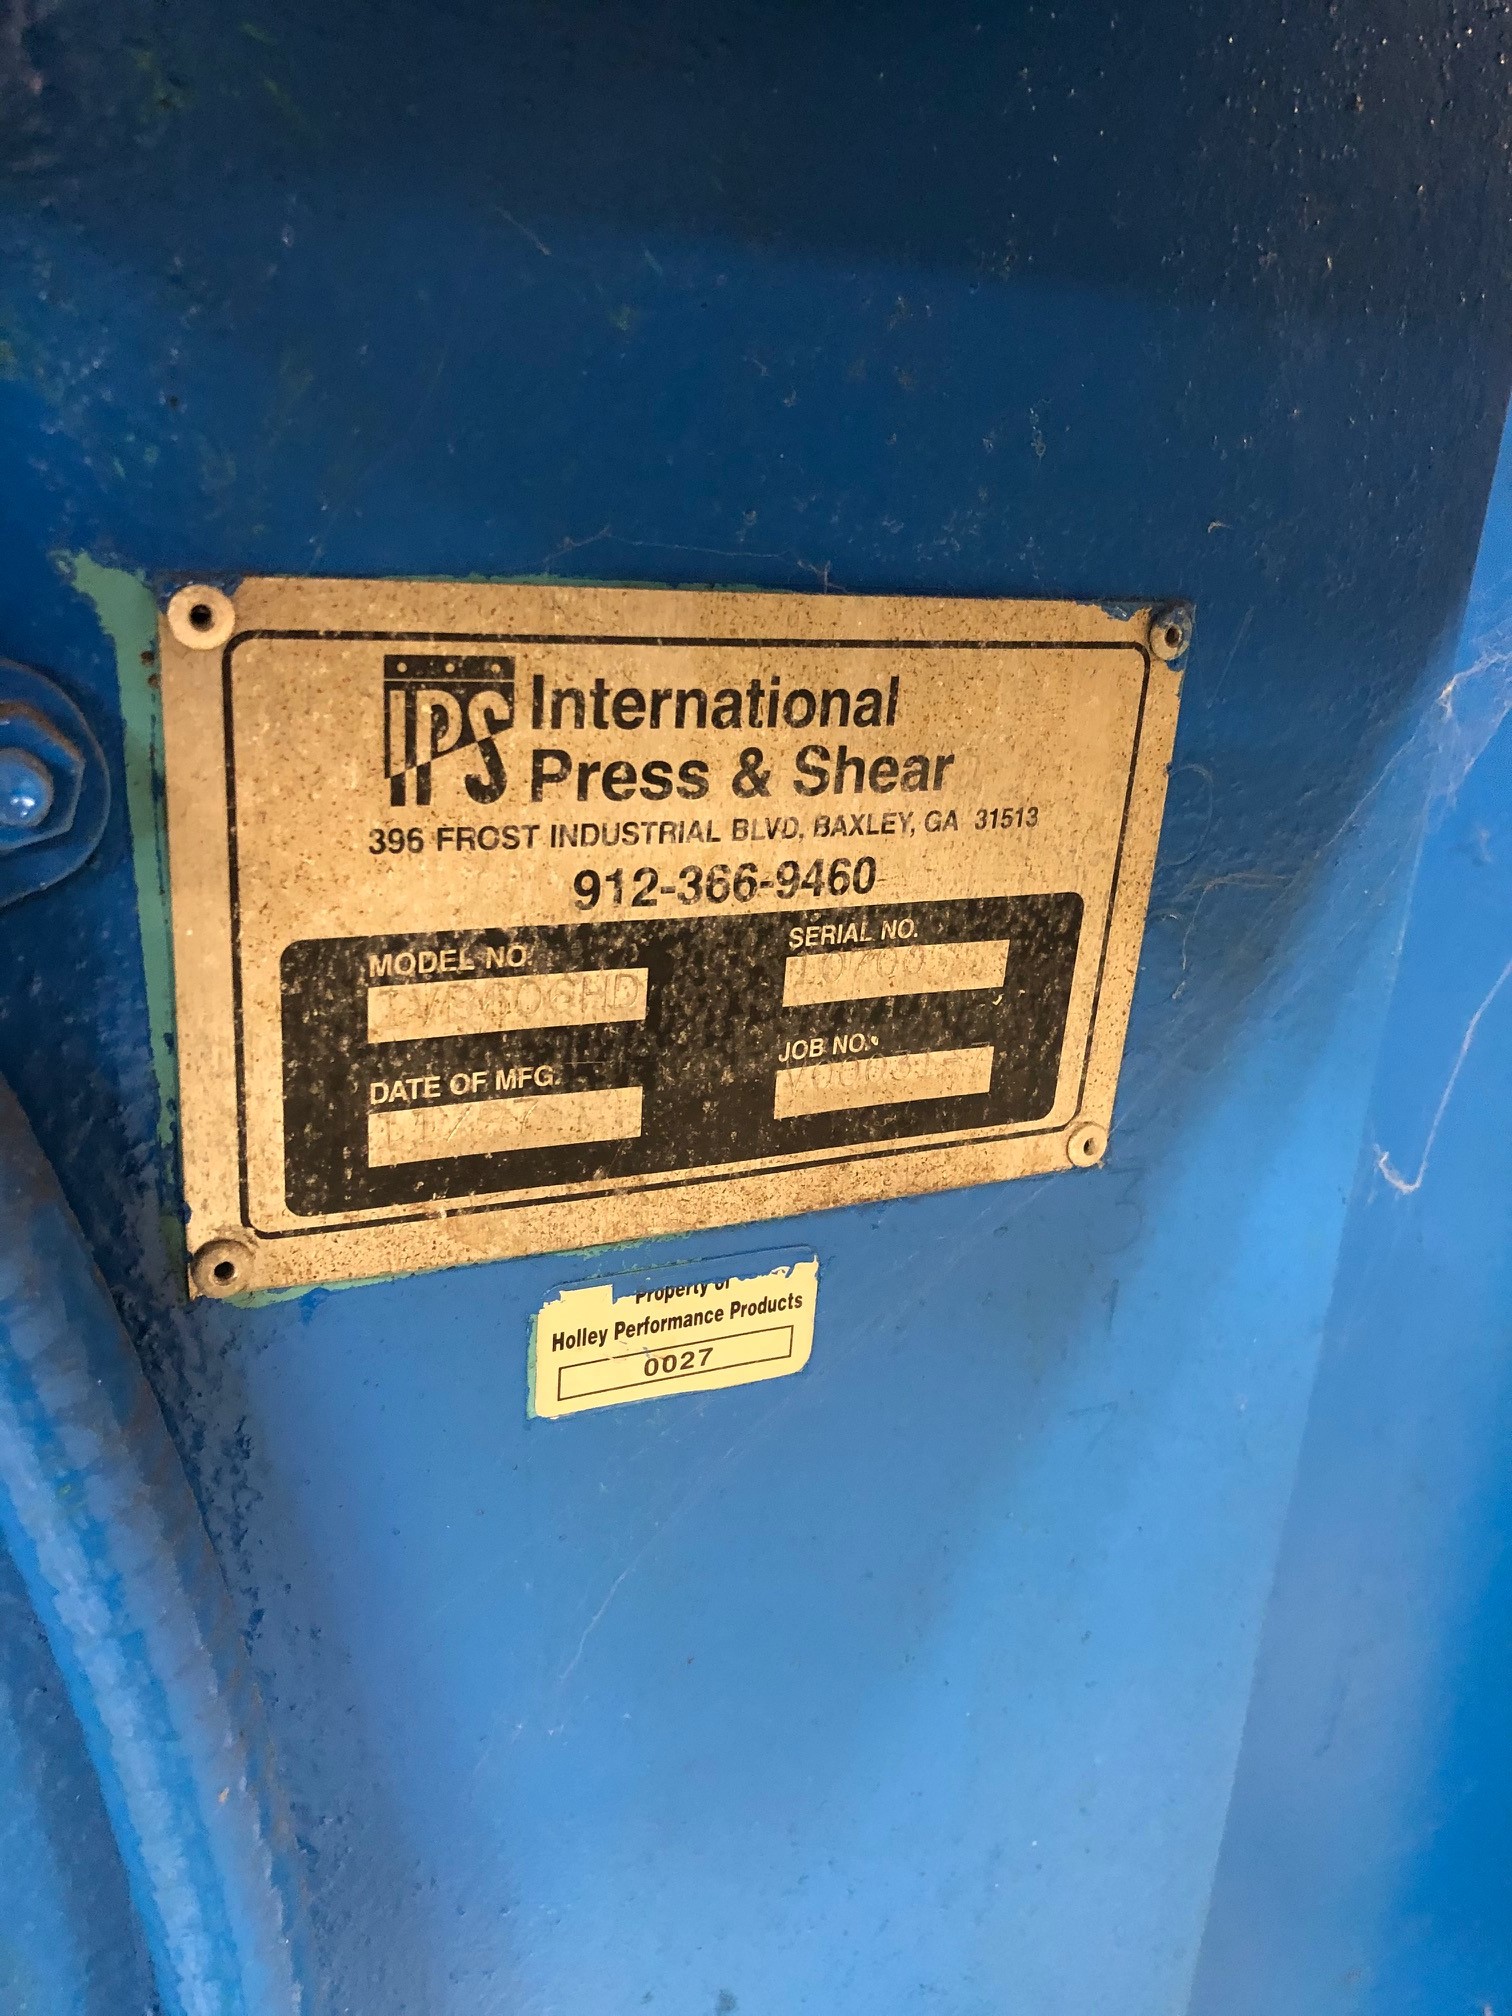 IPS International
Press & Shear
396 FROST INDUSTRIAL BLVD, BAXLEY, GA 31513
912-366-9460
MODEL NO.
SERIAL NO.
DATE OF MFG.
JOB NO.
Property of
Holley Performance Products
0027